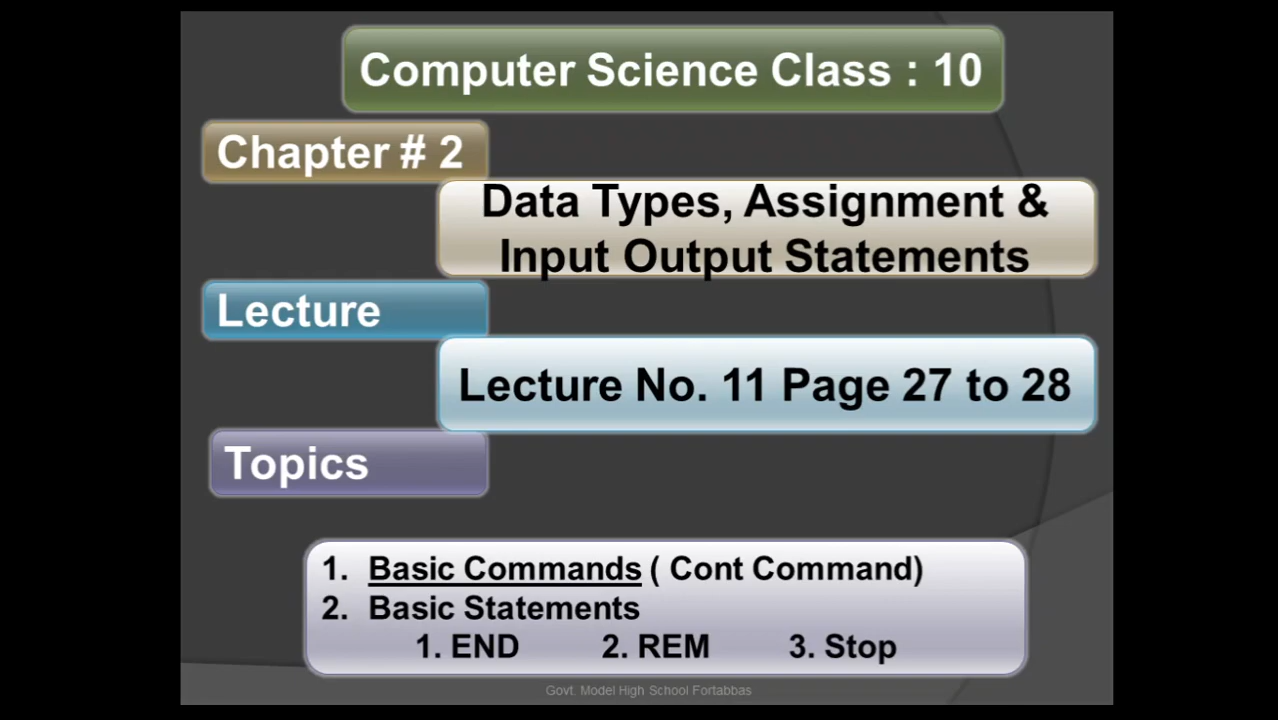 Computer Science Class : 10
Chapter # 2
Data Types, Assignment &
Input Output Statements
Lecture
Lecture No. 11 Page 27 to 28
Topics
1. Basic Commands ( Cont Command)
2. Basic Statements
1. END 2. REM 3. Stop
Govt. Model High School Fortabbas